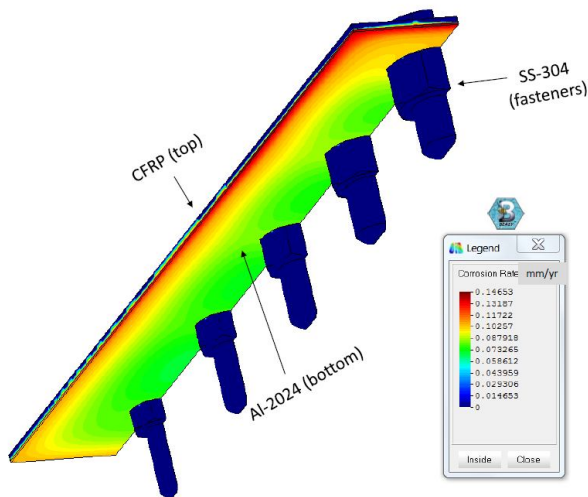 SS-304
(fasteners)
CFRP (top)
Al-2024 (bottom)
BEASY
Legend
Corrosion Rate mm/yr
0.14653
0.13187
0.11722
0.10257
0.087918
0.073265
0.058612
0.043959
0.029306
0.014653
0
Inside Close